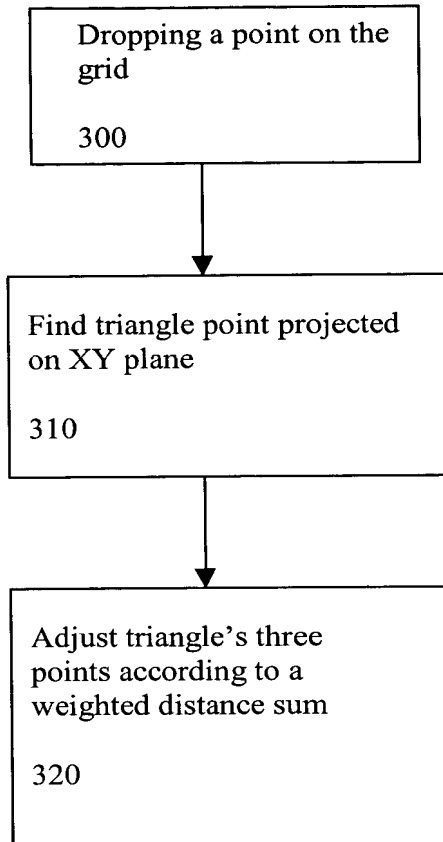 Dropping a point on the
grid
300
Find triangle point projected
on XY plane
310
Adjust triangle's three
points according to a
weighted distance sum
320